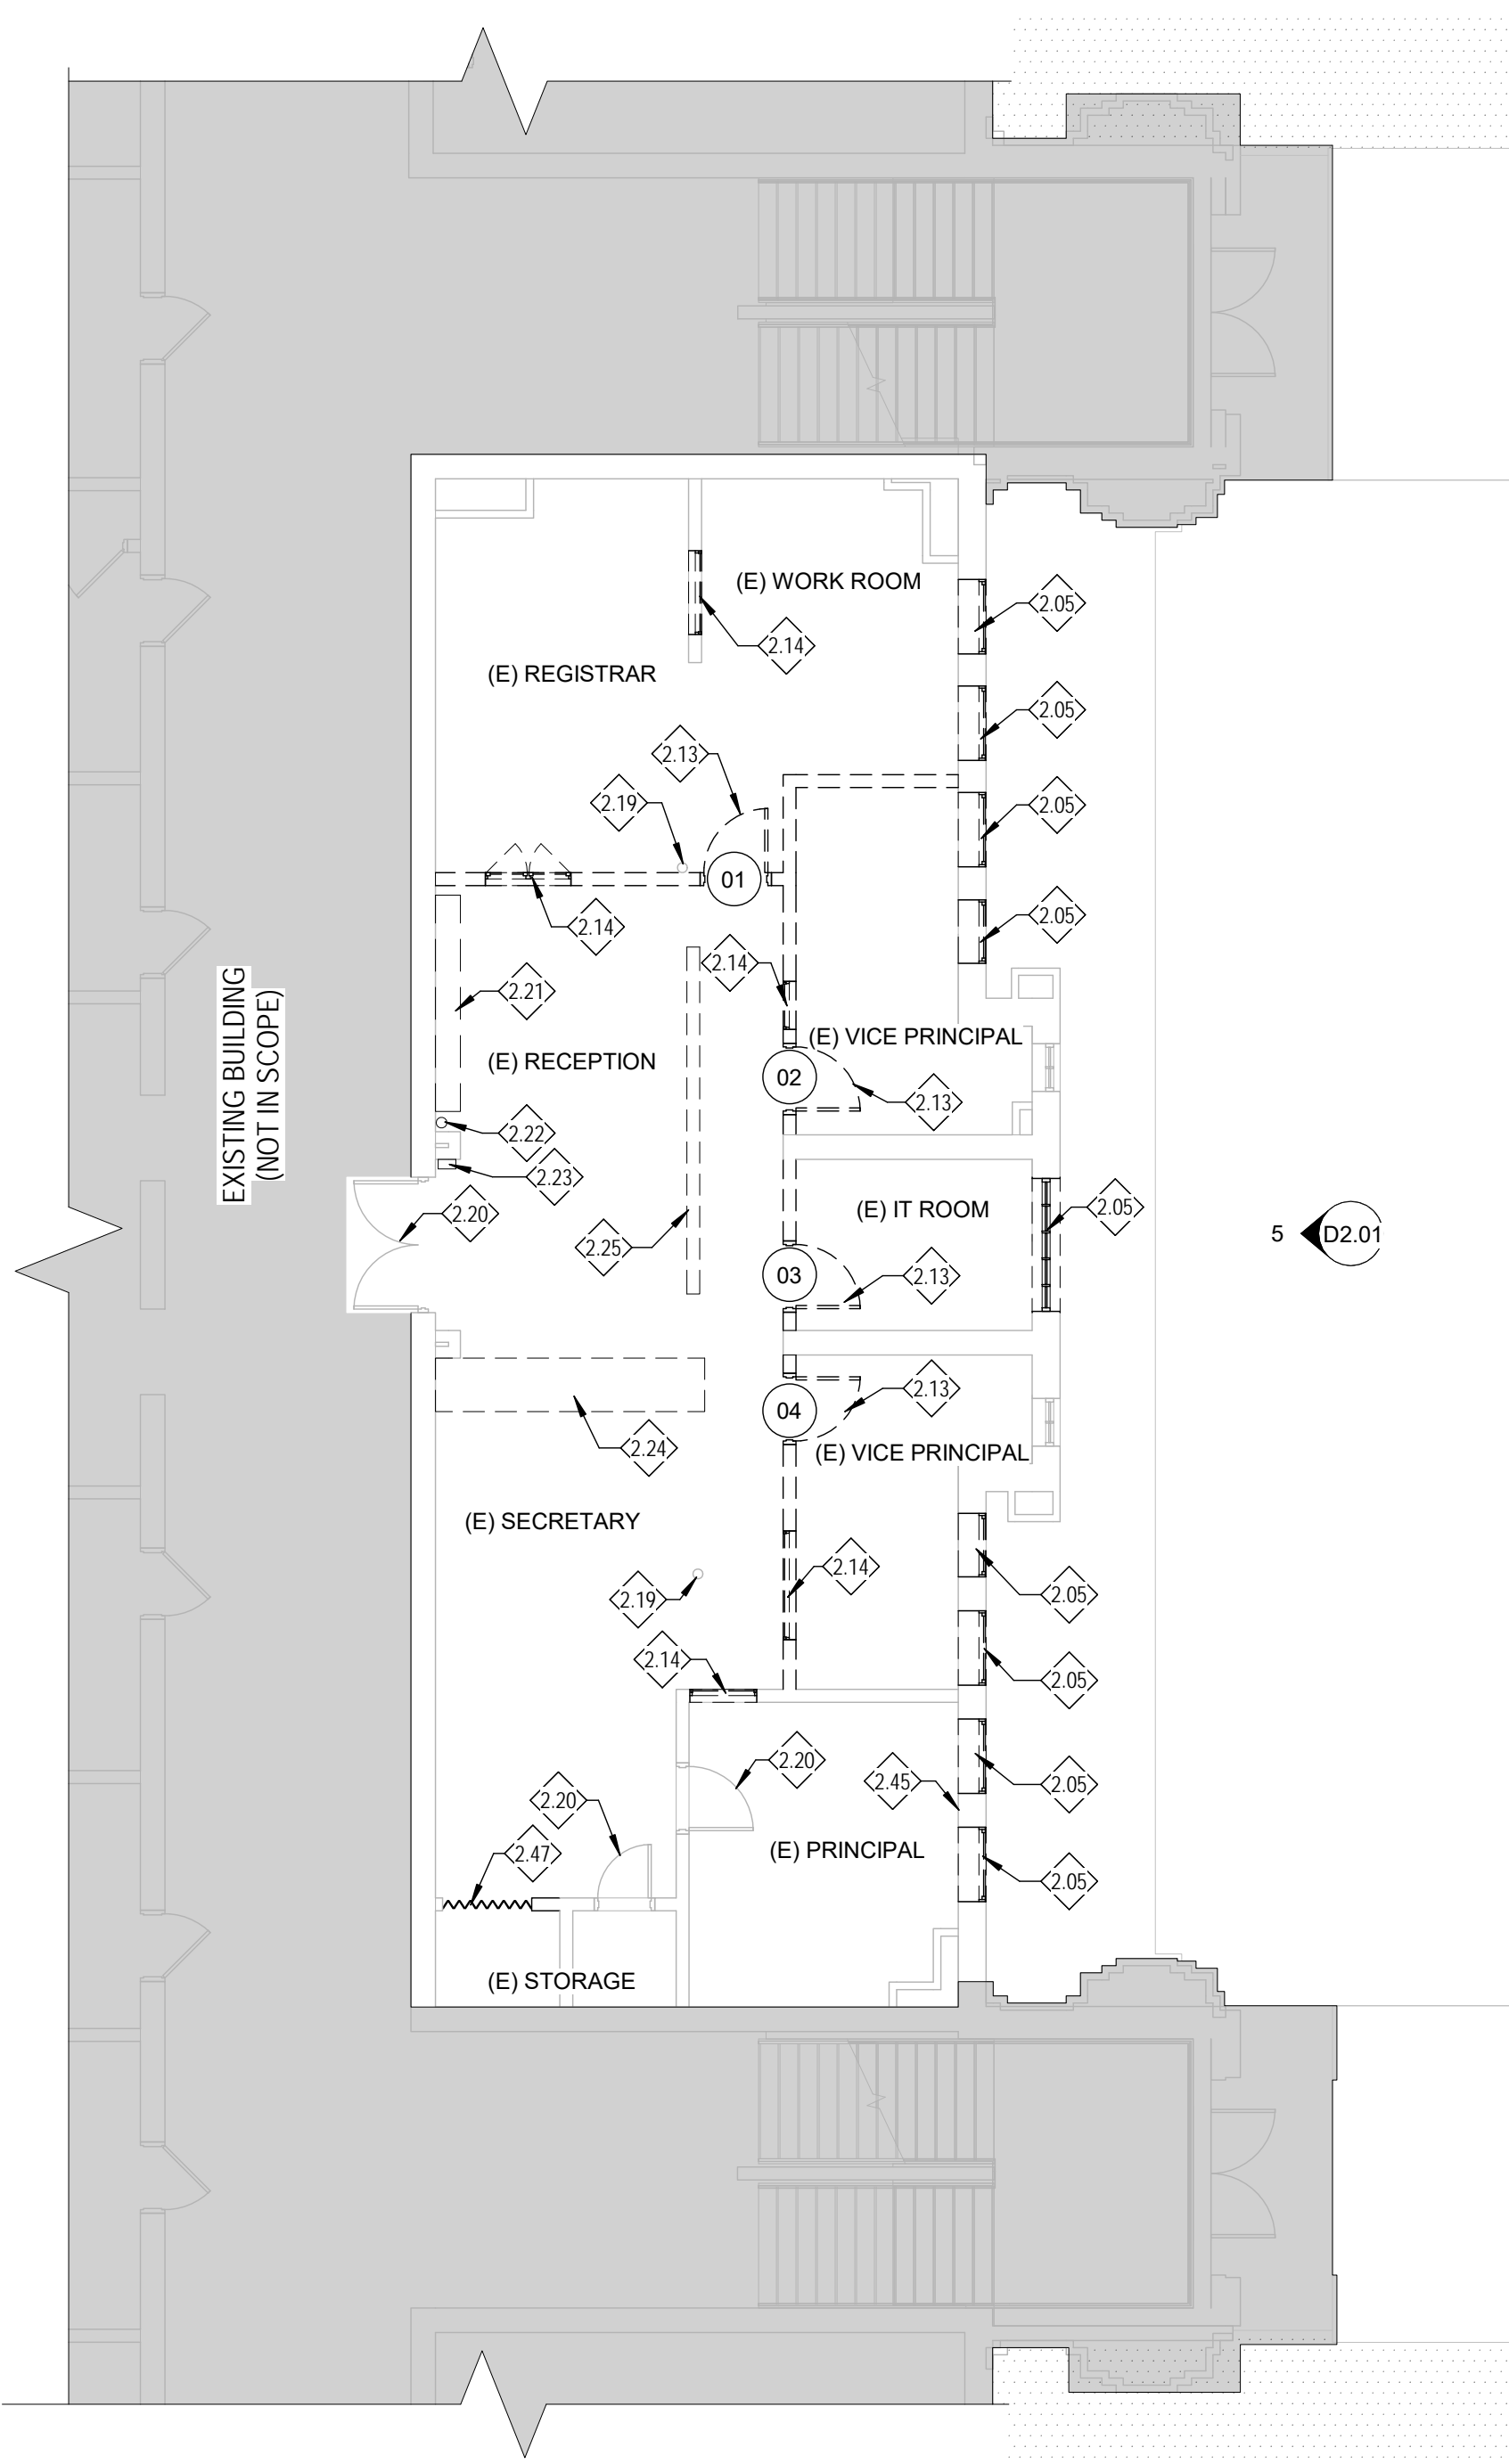 (E) WORK ROOM
2.05
2.14
(E) REGISTRAR
2.05
2.13
2.19
2.05
01
2.14
2.05
2.14
2.21
EXISTING BUILDING
(NOT IN SCOPE)
(E) VICE PRINCIPAL
(E) RECEPTION
02
2.13
2.22
2.23
2.20
(E) IT ROOM
2.05
5
D2.01
2.25
03
2.13
2.13
04
2.24
(E) VICE PRINCIPAL
(E) SECRETARY
2.14
2.19
2.05
2.14
2.05
2.20
2.45
2.05
2.20
2.47
(E) PRINCIPAL
2.05
(E) STORAGE